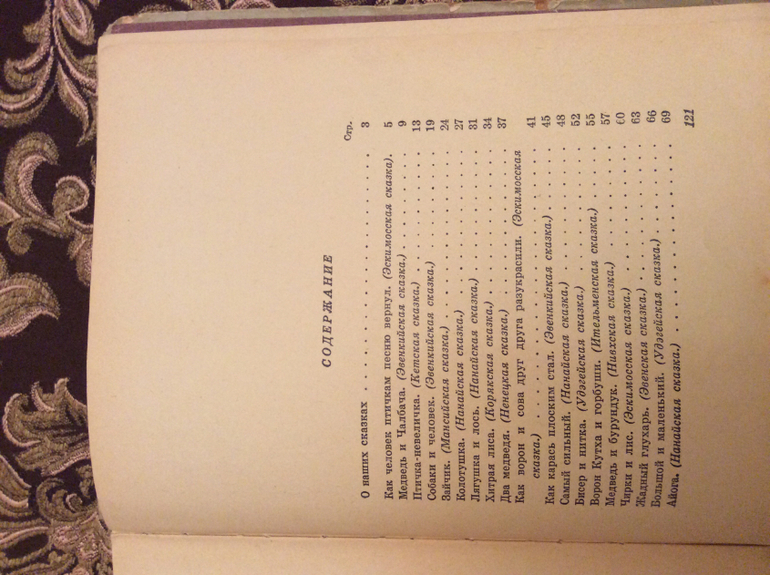 СОДЕРЖАНИЕ
Стр.
О наших сказках . . . . . . . . . . . . . . . . . . . . 3
Как человек птичкам песню вернул. (Эскимосская сказка). 5
Медведь и Чалбача. (Эвенкийская сказка.) . . . . . . . . 9
Птичка-невеличка. (Кетская сказка.) . . . . . . . . . . 13
Собаки и человек. (Эвенкийская сказка.) . . . . . . . . 19
Зайчик. (Мансийская сказка.) . . . . . . . . . . . . . 24
Колотушка. (Нанайская сказка.) . . . . . . . . . . . . 27
Лягушка и лось. (Нанайская сказка.) . . . . . . . . . . 31
Хитрая лиса. (Корякская сказка.) . . . . . . . . . . . 34
Два медведя. (Ненецкая сказка.) . . . . . . . . . . . . 37
Как ворон и сова друг друга разукрасили. (Эскимосская
сказка.) . . . . . . . . . . . . . . . . . . . . 41
Как карась плоским стал. (Эвенкийская сказка.) . . . . . 45
Самый сильный. (Нанайская сказка.) . . . . . . . . . . 48
Бисер и нитка. (Удэгейская сказка.) . . . . . . . . . . 52
Ворон Кутха и горбуши. (Ительменская сказка.) . . . . . 55
Медведь и бурундук. (Нивхская сказка.) . . . . . . . . . 57
Чирки и лис. (Эскимосская сказка.) . . . . . . . . . . 60
Жадный глухарь. (Эвенская сказка.) . . . . . . . . . . 63
Большой и маленький. (Удэгейская сказка.) . . . . . . . 66
Айога. (Нанайская сказка.) . . . . . . . . . . . . . . 69
121